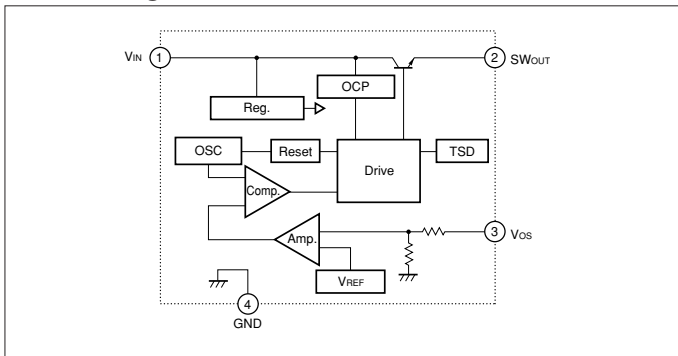 VIN 1
2 SWOUT
OCP
Reg.
OSC
Reset
Drive
TSD
Comp.
Amp.
3 VOS
VREF
4
GND